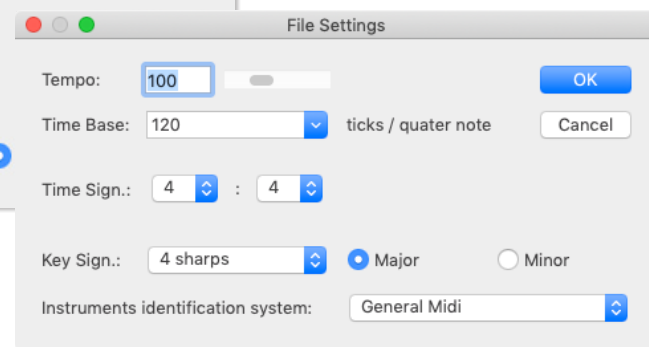 File Settings
Tempo: 100 OK
Time Base: 120 ticks / quater note Cancel
Time Sign.: 4 : 4
Key Sign.: 4 sharps Major Minor
Instruments identification system: General Midi